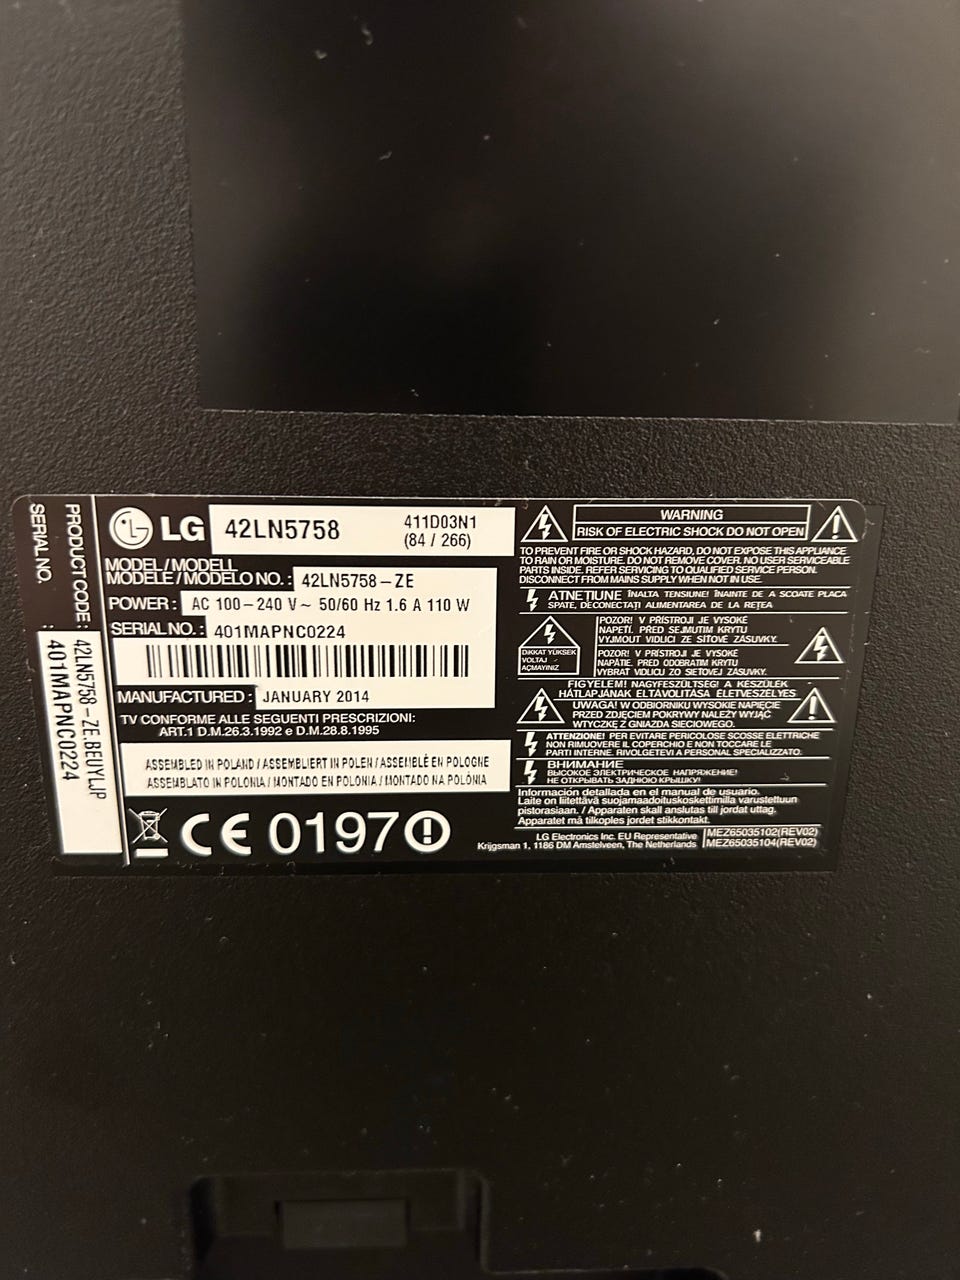 SERIAL NO. : 401MAPNC0224
PRODUCT CODE : 42LN5758-ZE.BEUYLJP
LG 42LN5758
411D03N1
(84 / 266)
MODEL / MODELL
MODÈLE / MODELO NO. : 42LN5758-ZE
POWER : AC 100-240 V~ 50/60 Hz 1.6 A 110 W
SERIAL NO. : 401MAPNC0224
MANUFACTURED : JANUARY 2014
TV CONFORME ALLE SEGUENTI PRESCRIZIONI:
ART.1 D.M.26.3.1992 e D.M.28.8.1995
ASSEMBLED IN POLAND / ASSEMBLIERT IN POLEN / ASSEMBLÉ EN POLOGNE
ASSEMBLATO IN POLONIA / MONTADO EN POLONIA / MONTADO NA POLÔNIA
CE 0197
WARNING
RISK OF ELECTRIC SHOCK DO NOT OPEN
TO PREVENT FIRE OR SHOCK HAZARD, DO NOT EXPOSE THIS APPLIANCE
TO RAIN OR MOISTURE. DO NOT REMOVE COVER. NO USER SERVICEABLE
PARTS INSIDE. REFER SERVICING TO QUALIFIED SERVICE PERSON.
DISCONNECT FROM MAINS SUPPLY WHEN NOT IN USE.
ATNEŢIUNE ÎNALTA TENSIUNE! ÎNAINTE DE A SCOATE PLACA
SPATE, DECONECTAŢI ALIMENTAREA DE LA REŢEA
DIKKAT YÜKSEK
VOLTAJ
AÇMAYINIZ
POZOR! V PŘÍSTROJI JE VYSOKÉ
NAPĚTÍ. PŘED SEJMUTIM KRYTU
VYJMOUT VIDLICI ZE SÍŤOVÉ ZÁSUVKY.
POZOR! V PRÍSTROJI JE VYSOKÉ
NAPÄTIE. PRED ODOBRATIM KRYTU
VYBRAŤ VIDLICU ZO SIEŤOVEJ ZÁSUVKY.
FIGYELEM! NAGYFESZÜLTSÉG! A KÉSZÜLÉK
HÁTLAPJÁNAK ELTÁVOLÍTÁSA ÉLETVESZÉLYES
UWAGA! W ODBIORNIKU WYSOKIE NAPIĘCIE
PRZED ZDJĘCIEM POKRYWY NALEŻY WYJĄĆ
WTYCZKĘ Z GNIAZDA SIECIOWEGO.
ATTENZIONE! PER EVITARE PERICOLOSE SCOSSE ELETTRICHE
NON RIMUOVERE IL COPERCHIO E NON TOCCARE LE
PARTI INTERNE. RIVOLGETEVI A PERSONAL SPECIALIZZATO.
ВНИМАНИЕ
ВЫСОКОЕ ЭЛЕКТРИЧЕСКОЕ НАПРЯЖЕНИЕ!
НЕ ОТКРЫВАТЬ ЗАДНЮЮ КРЫШКУ!
Información detallada en el manual de usuario.
Laite on liitettävä suojamaadoituskoskettimilla varustettuun
pistorasiaan. / Apparaten skall anslutas till jordat uttag.
Apparatet må tilkoples jordet stikkontakt.
LG Electronics Inc. EU Representative
Krijgsman 1, 1186 DM Amstelveen, The Netherlands
MEZ65035102(REV02)
MEZ65035104(REV02)